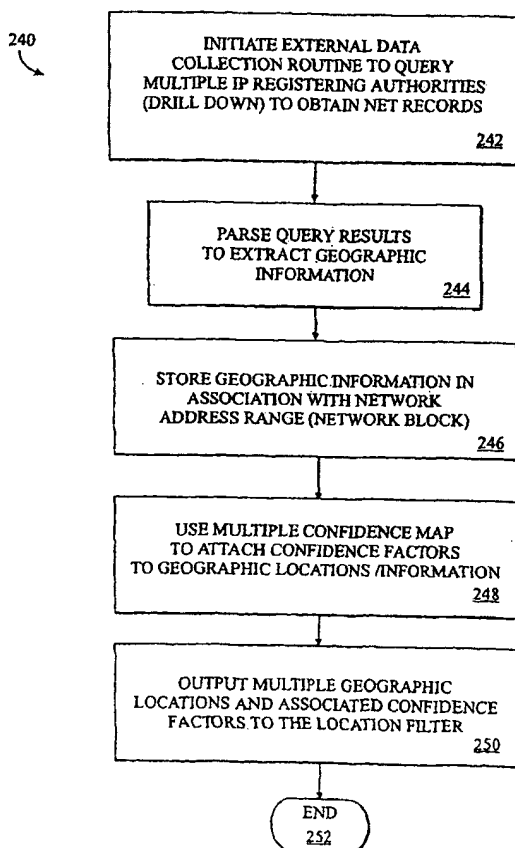 240
INITIATE EXTERNAL DATA
COLLECTION ROUTINE TO QUERY
MULTIPLE IP REGISTERING AUTHORITIES
(DRILL DOWN) TO OBTAIN NET RECORDS
242
PARSE QUERY RESULTS
TO EXTRACT GEOGRAPHIC
INFORMATION
244
STORE GEOGRAPHIC INFORMATION IN
ASSOCIATION WITH NETWORK
ADDRESS RANGE (NETWORK BLOCK)
246
USE MULTIPLE CONFIDENCE MAP
TO ATTACH CONFIDENCE FACTORS
TO GEOGRAPHIC LOCATIONS /INFORMATION
248
OUTPUT MULTIPLE GEOGRAPHIC
LOCATIONS AND ASSOCIATED CONFIDENCE
FACTORS TO THE LOCATION FILTER
250
END
252